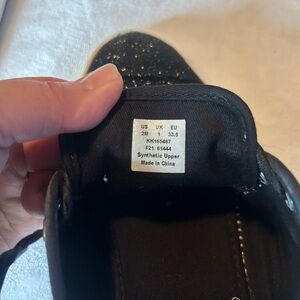 US UK EU
2M 1 33.5
KK165467
F21 61444
Synthetic Upper
Made in China